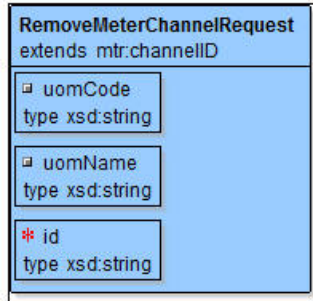 RemoveMeterChannelRequest
extends mtr:channelID
uomCode
type xsd:string
uomName
type xsd:string
* id
type xsd:string